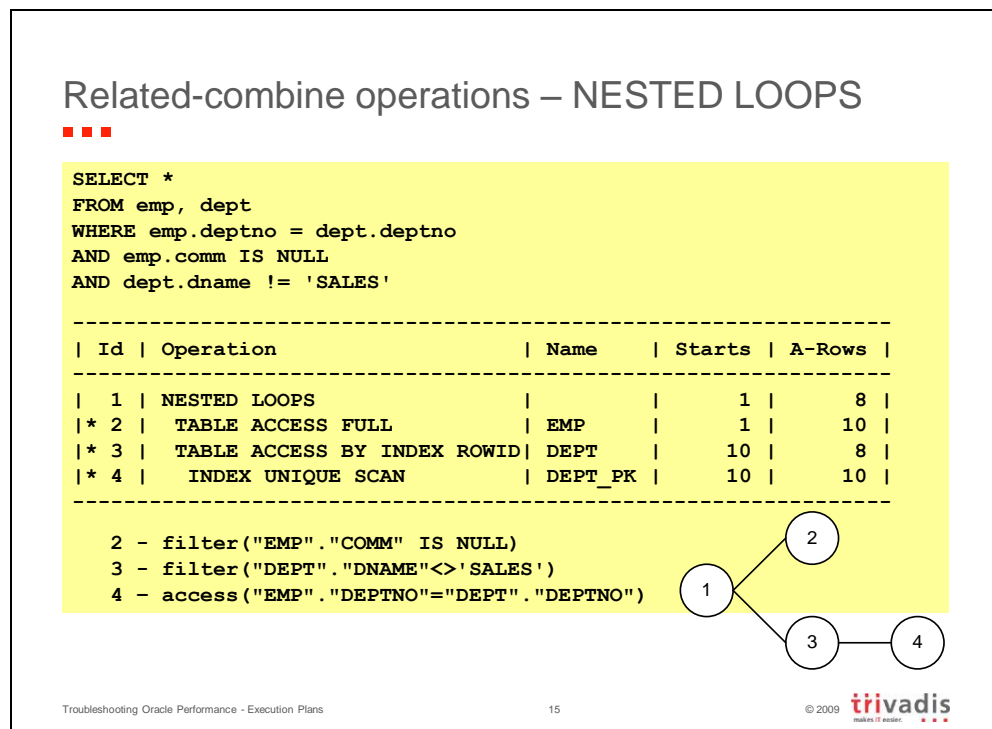 Related-combine operations – NESTED LOOPS
SELECT *
FROM emp, dept
WHERE emp.deptno = dept.deptno
AND emp.comm IS NULL
AND dept.dname != 'SALES'
---------------------------------------------------------------
| Id | Operation                   | Name    | Starts | A-Rows |
---------------------------------------------------------------
|  1 | NESTED LOOPS                |         |      1 |      8 |
|* 2 |  TABLE ACCESS FULL          | EMP     |      1 |     10 |
|* 3 |  TABLE ACCESS BY INDEX ROWID| DEPT    |     10 |      8 |
|* 4 |   INDEX UNIQUE SCAN         | DEPT_PK |     10 |     10 |
---------------------------------------------------------------
2 - filter("EMP"."COMM" IS NULL)
3 - filter("DEPT"."DNAME"<>'SALES')
4 – access("EMP"."DEPTNO"="DEPT"."DEPTNO")
2
1
3
4
Troubleshooting Oracle Performance - Execution Plans
15
© 2009
trivadis
makes IT easier.